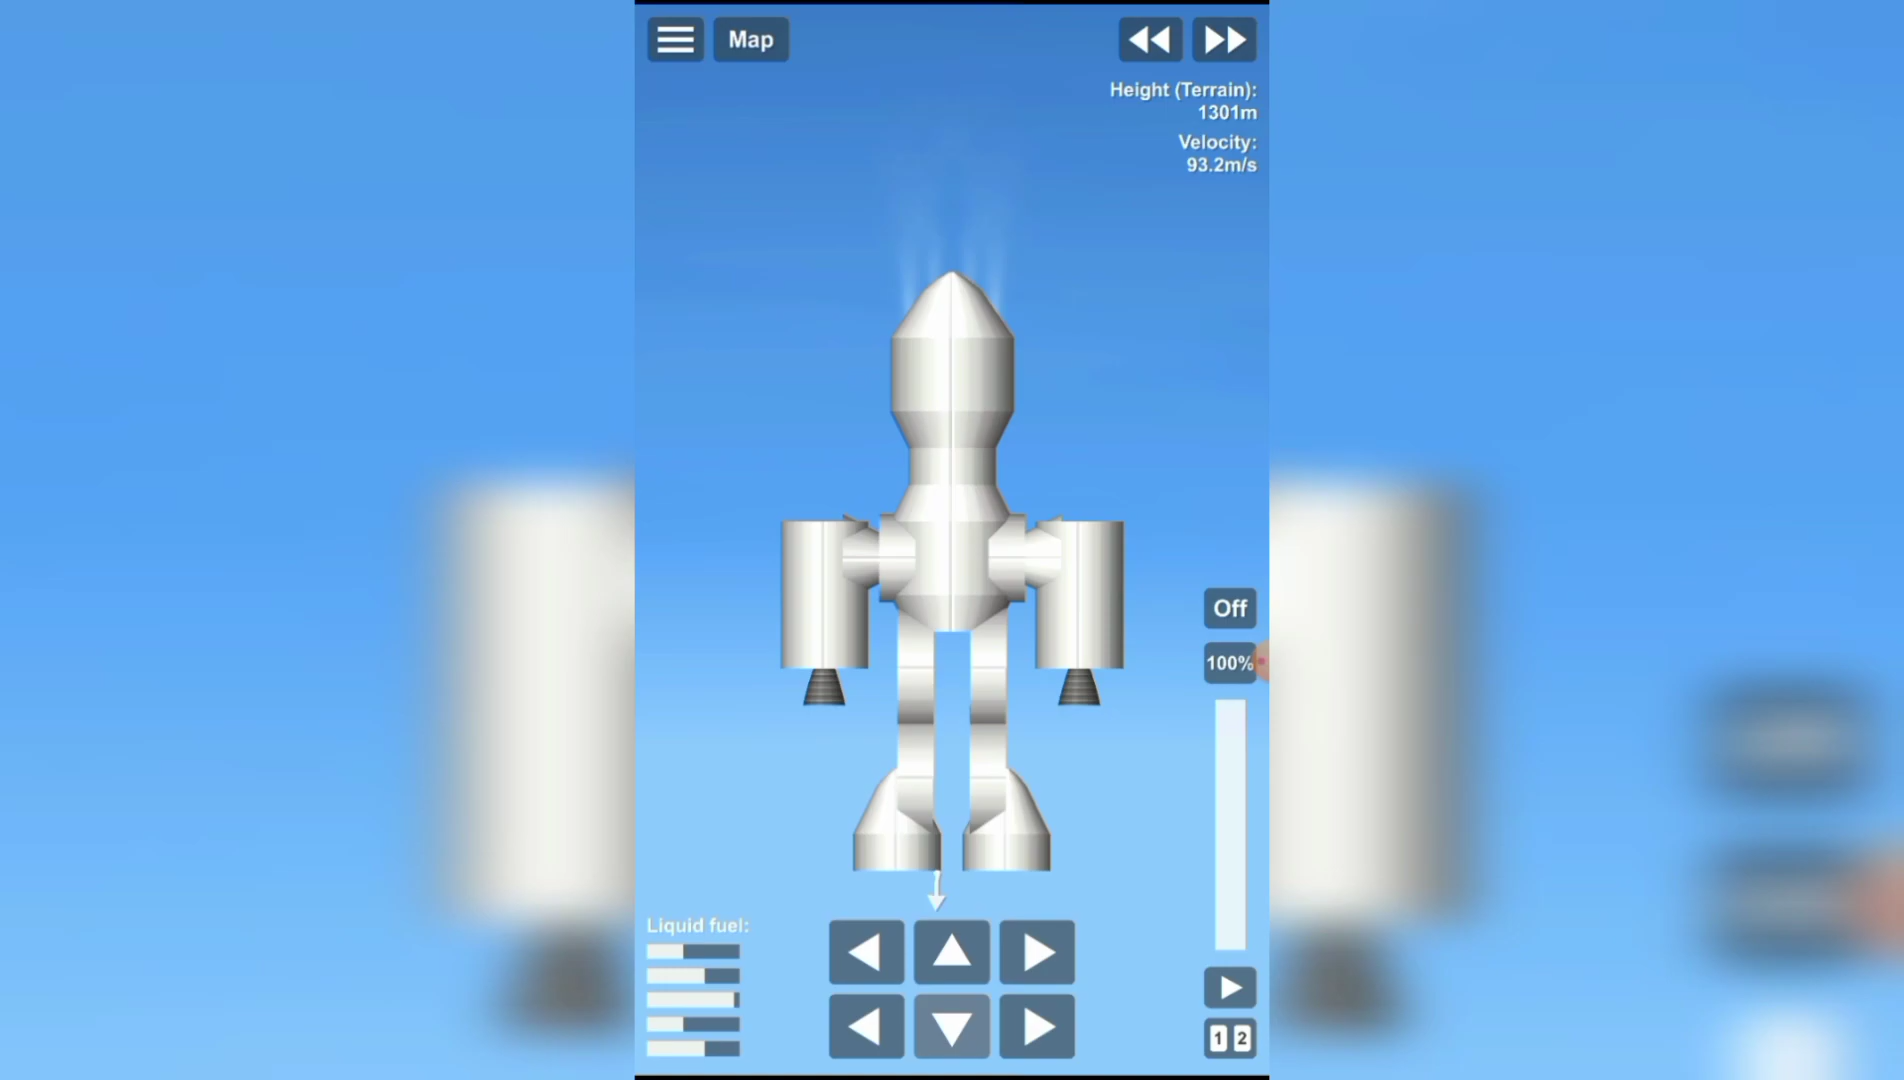 Map
Height (Terrain):
1301m
Velocity:
93.2m/s
Off
100%
Liquid fuel:
1 2